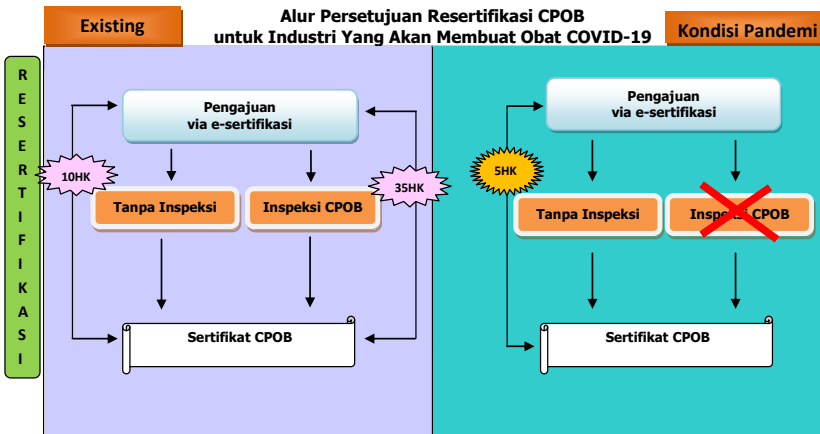 Existing
Alur Persetujuan Resertifikasi CPOB
untuk Industri Yang Akan Membuat Obat COVID-19
Kondisi Pandemi
R
E
S
E
R
T
I
F
I
K
A
S
I
Pengajuan
via e-sertifikasi
10HK
35HK
Tanpa Inspeksi
Inspeksi CPOB
Sertifikat CPOB
Pengajuan
via e-sertifikasi
5HK
Tanpa Inspeksi
Inspeksi CPOB
Sertifikat CPOB